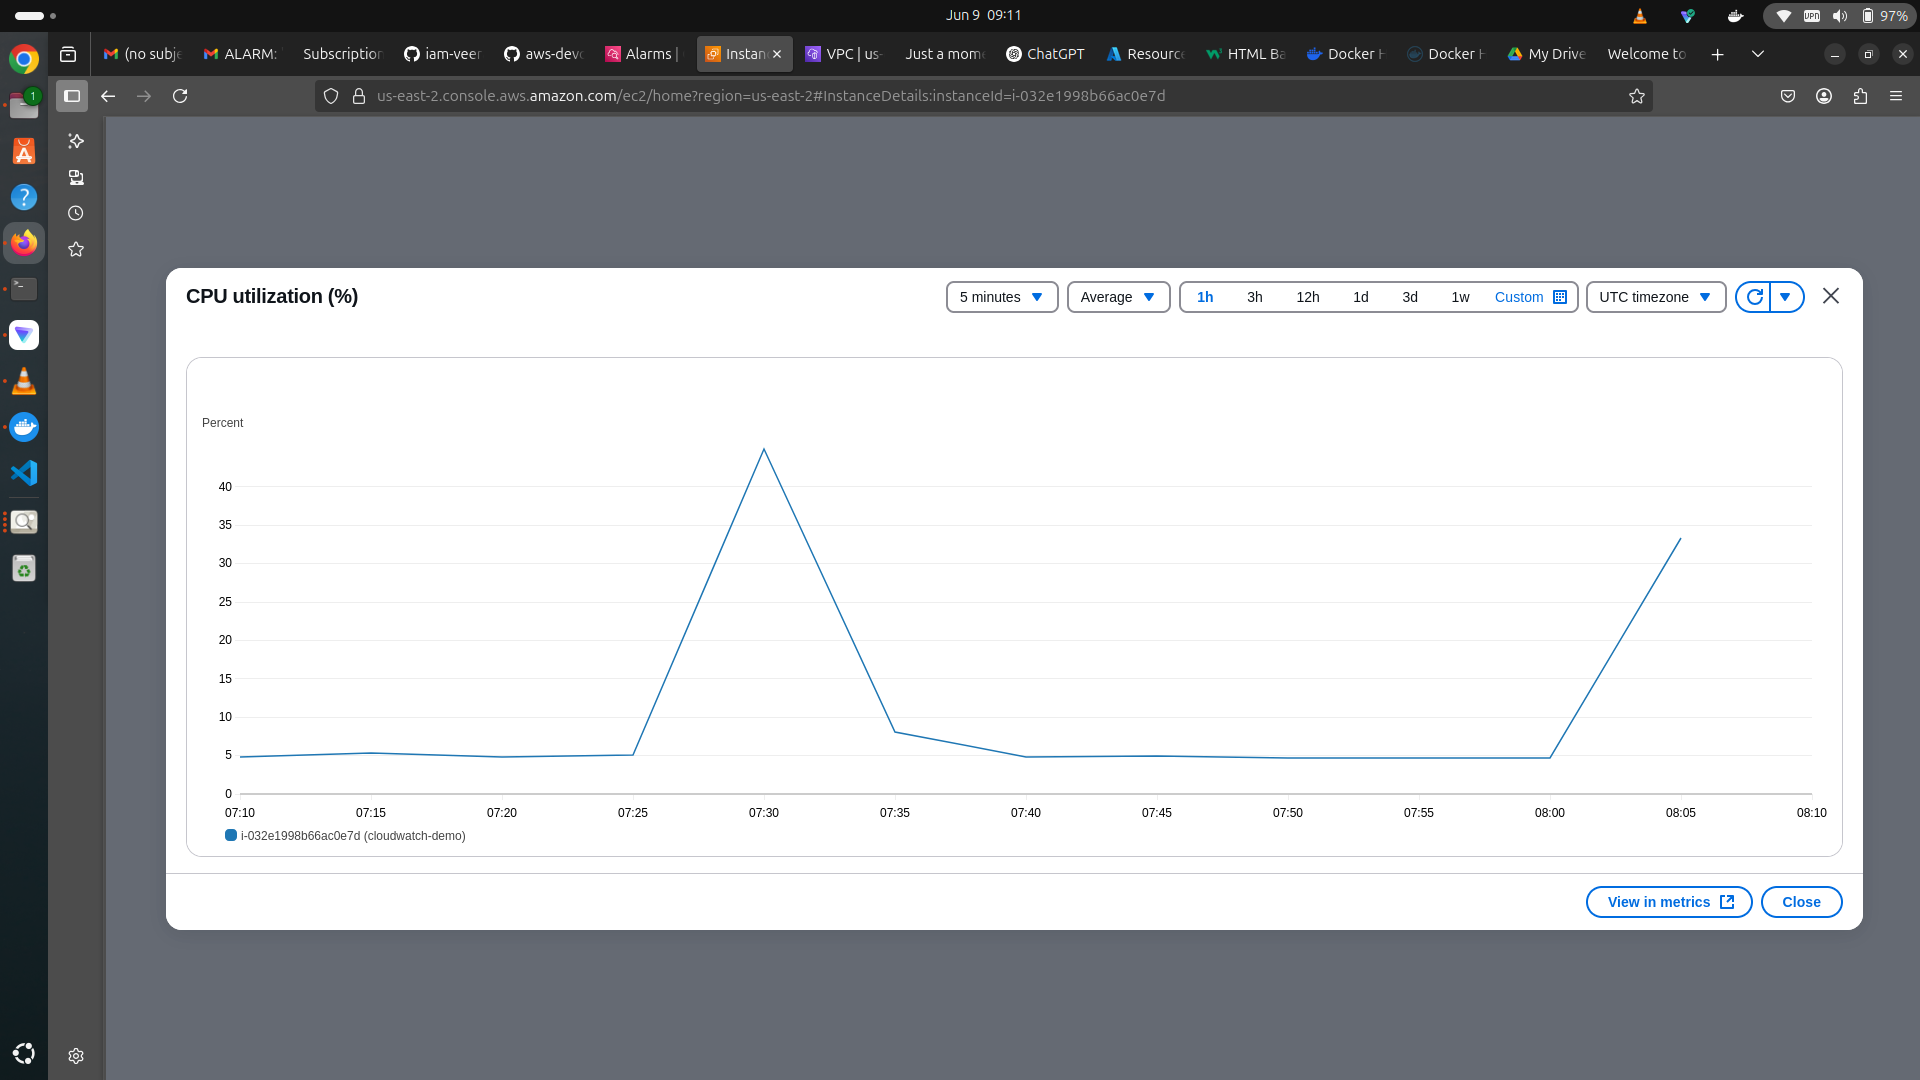 Jun 9 09:11
97%
(no subje
ALARM:
Subscription
iam-veer
aws-devo
Alarms |
Instanc
VPC | us-
Just a mome
ChatGPT
Resource
HTML Ba
Docker H
Docker H
My Drive
Welcome to
us-east-2.console.aws.amazon.com/ec2/home?region=us-east-2#InstanceDetails:instanceId=i-032e1998b66ac0e7d
1
CPU utilization (%)
5 minutes
Average
1h
3h
12h
1d
3d
1w
Custom
UTC timezone
Percent
40
35
30
25
20
15
10
5
0
07:10
07:15
07:20
07:25
07:30
07:35
07:40
07:45
07:50
07:55
08:00
08:05
08:10
i-032e1998b66ac0e7d (cloudwatch-demo)
View in metrics
Close